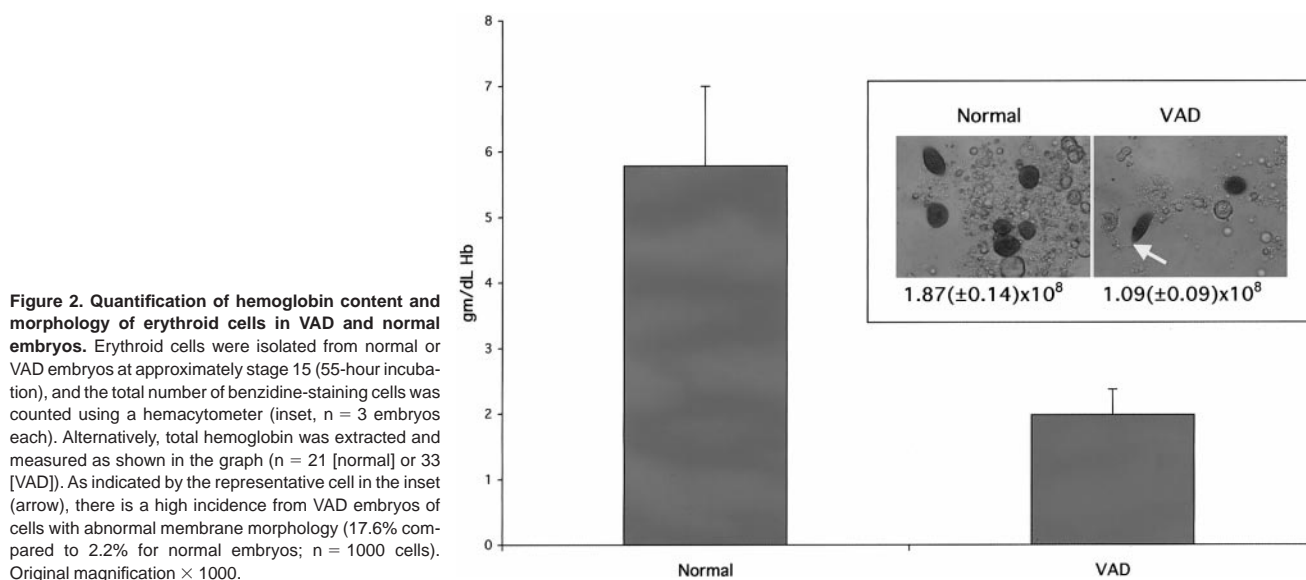 Figure 2. Quantification of hemoglobin content and
morphology of erythroid cells in VAD and normal
embryos. Erythroid cells were isolated from normal or
VAD embryos at approximately stage 15 (55-hour incuba-
tion), and the total number of benzidine-staining cells was
counted using a hemacytometer (inset, n = 3 embryos
each). Alternatively, total hemoglobin was extracted and
measured as shown in the graph (n = 21 [normal] or 33
[VAD]). As indicated by the representative cell in the inset
(arrow), there is a high incidence from VAD embryos of
cells with abnormal membrane morphology (17.6% com-
pared to 2.2% for normal embryos; n = 1000 cells).
Original magnification × 1000.
gm/dL Hb
8
7
6
5
4
3
2
1
0
Normal VAD
Normal VAD
1.87(±0.14)x10⁸ 1.09(±0.09)x10⁸